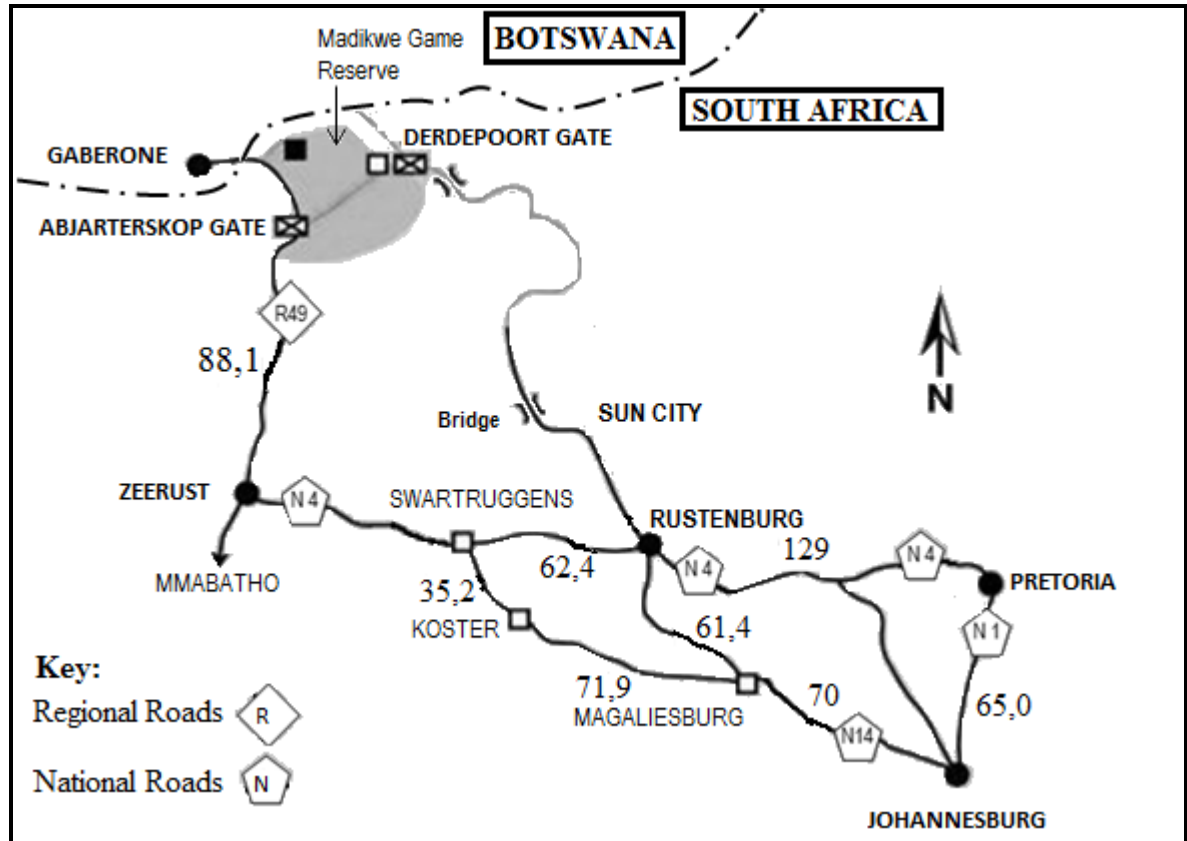 Madikwe Game
Reserve
BOTSWANA
SOUTH AFRICA
DERDEPOORT GATE
GABERONE
ABJARTERSKOP GATE
R49
88,1
N
Bridge
SUN CITY
ZEERUST
N 4
SWARTRUGGENS
RUSTENBURG
129
N 4
N 4
62,4
PRETORIA
MMABATHO
35,2
KOSTER
61,4
N 1
Key:
71,9
70
65,0
Regional Roads
R
MAGALIESBURG
N14
National Roads
N
JOHANNESBURG